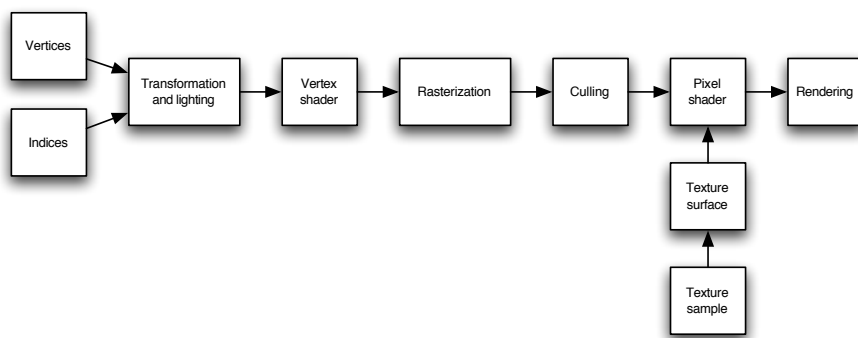 Vertices
Indices
Transformation
and lighting
Vertex
shader
Rasterization
Culling
Pixel
shader
Rendering
Texture
surface
Texture
sample